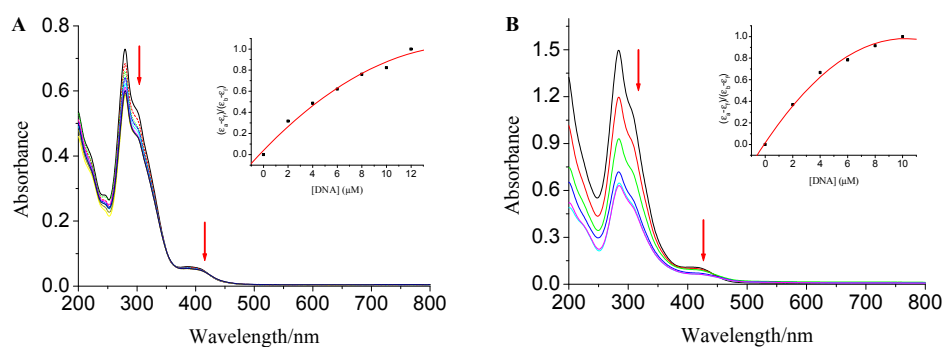 A
0.8
0.6
0.4
0.2
0.0
Absorbance
200 300 400 500 600 700 800
Wavelength/nm
1.0
0.8
0.6
0.4
0.2
0.0
(εa-εf)/(εb-εf)
0 2 4 6 8 10 12
[DNA] (μM)
B
1.5
1.2
0.9
0.6
0.3
0.0
Absorbance
200 300 400 500 600 700 800
Wavelength/nm
1.0
0.8
0.6
0.4
0.2
0.0
(εa-εf)/(εb-εf)
0 2 4 6 8 10
[DNA] (μM)